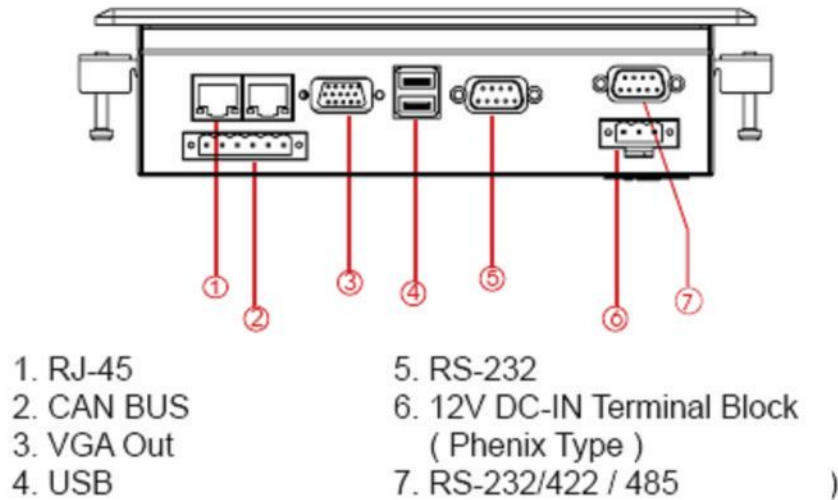 1
2
3
4
5
6
7
1. RJ-45
2. CAN BUS
3. VGA Out
4. USB
5. RS-232
6. 12V DC-IN Terminal Block
( Phenix Type )
7. RS-232/422 / 485 )